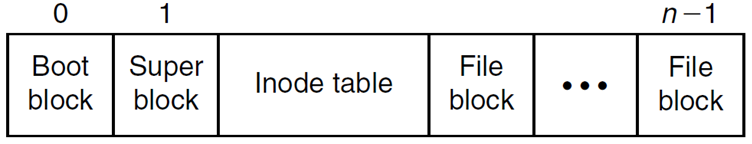 0 1 n−1
Boot Super Inode table File ••• File
block block block block